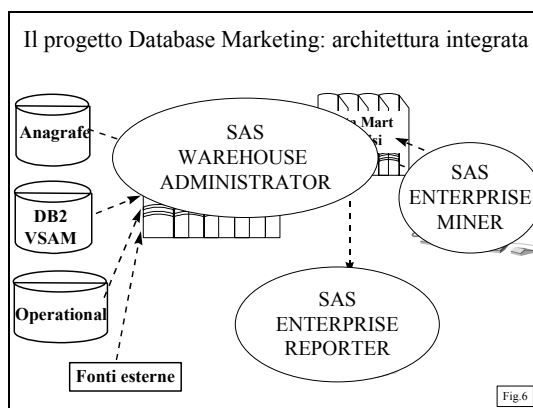 Il progetto Database Marketing: architettura integrata
Anagrafe
SAS
WAREHOUSE
ADMINISTRATOR
Mart
SAS
ENTERPRISE
MINER
DB2
VSAM
Operational
SAS
ENTERPRISE
REPORTER
Fonti esterne
Fig.6